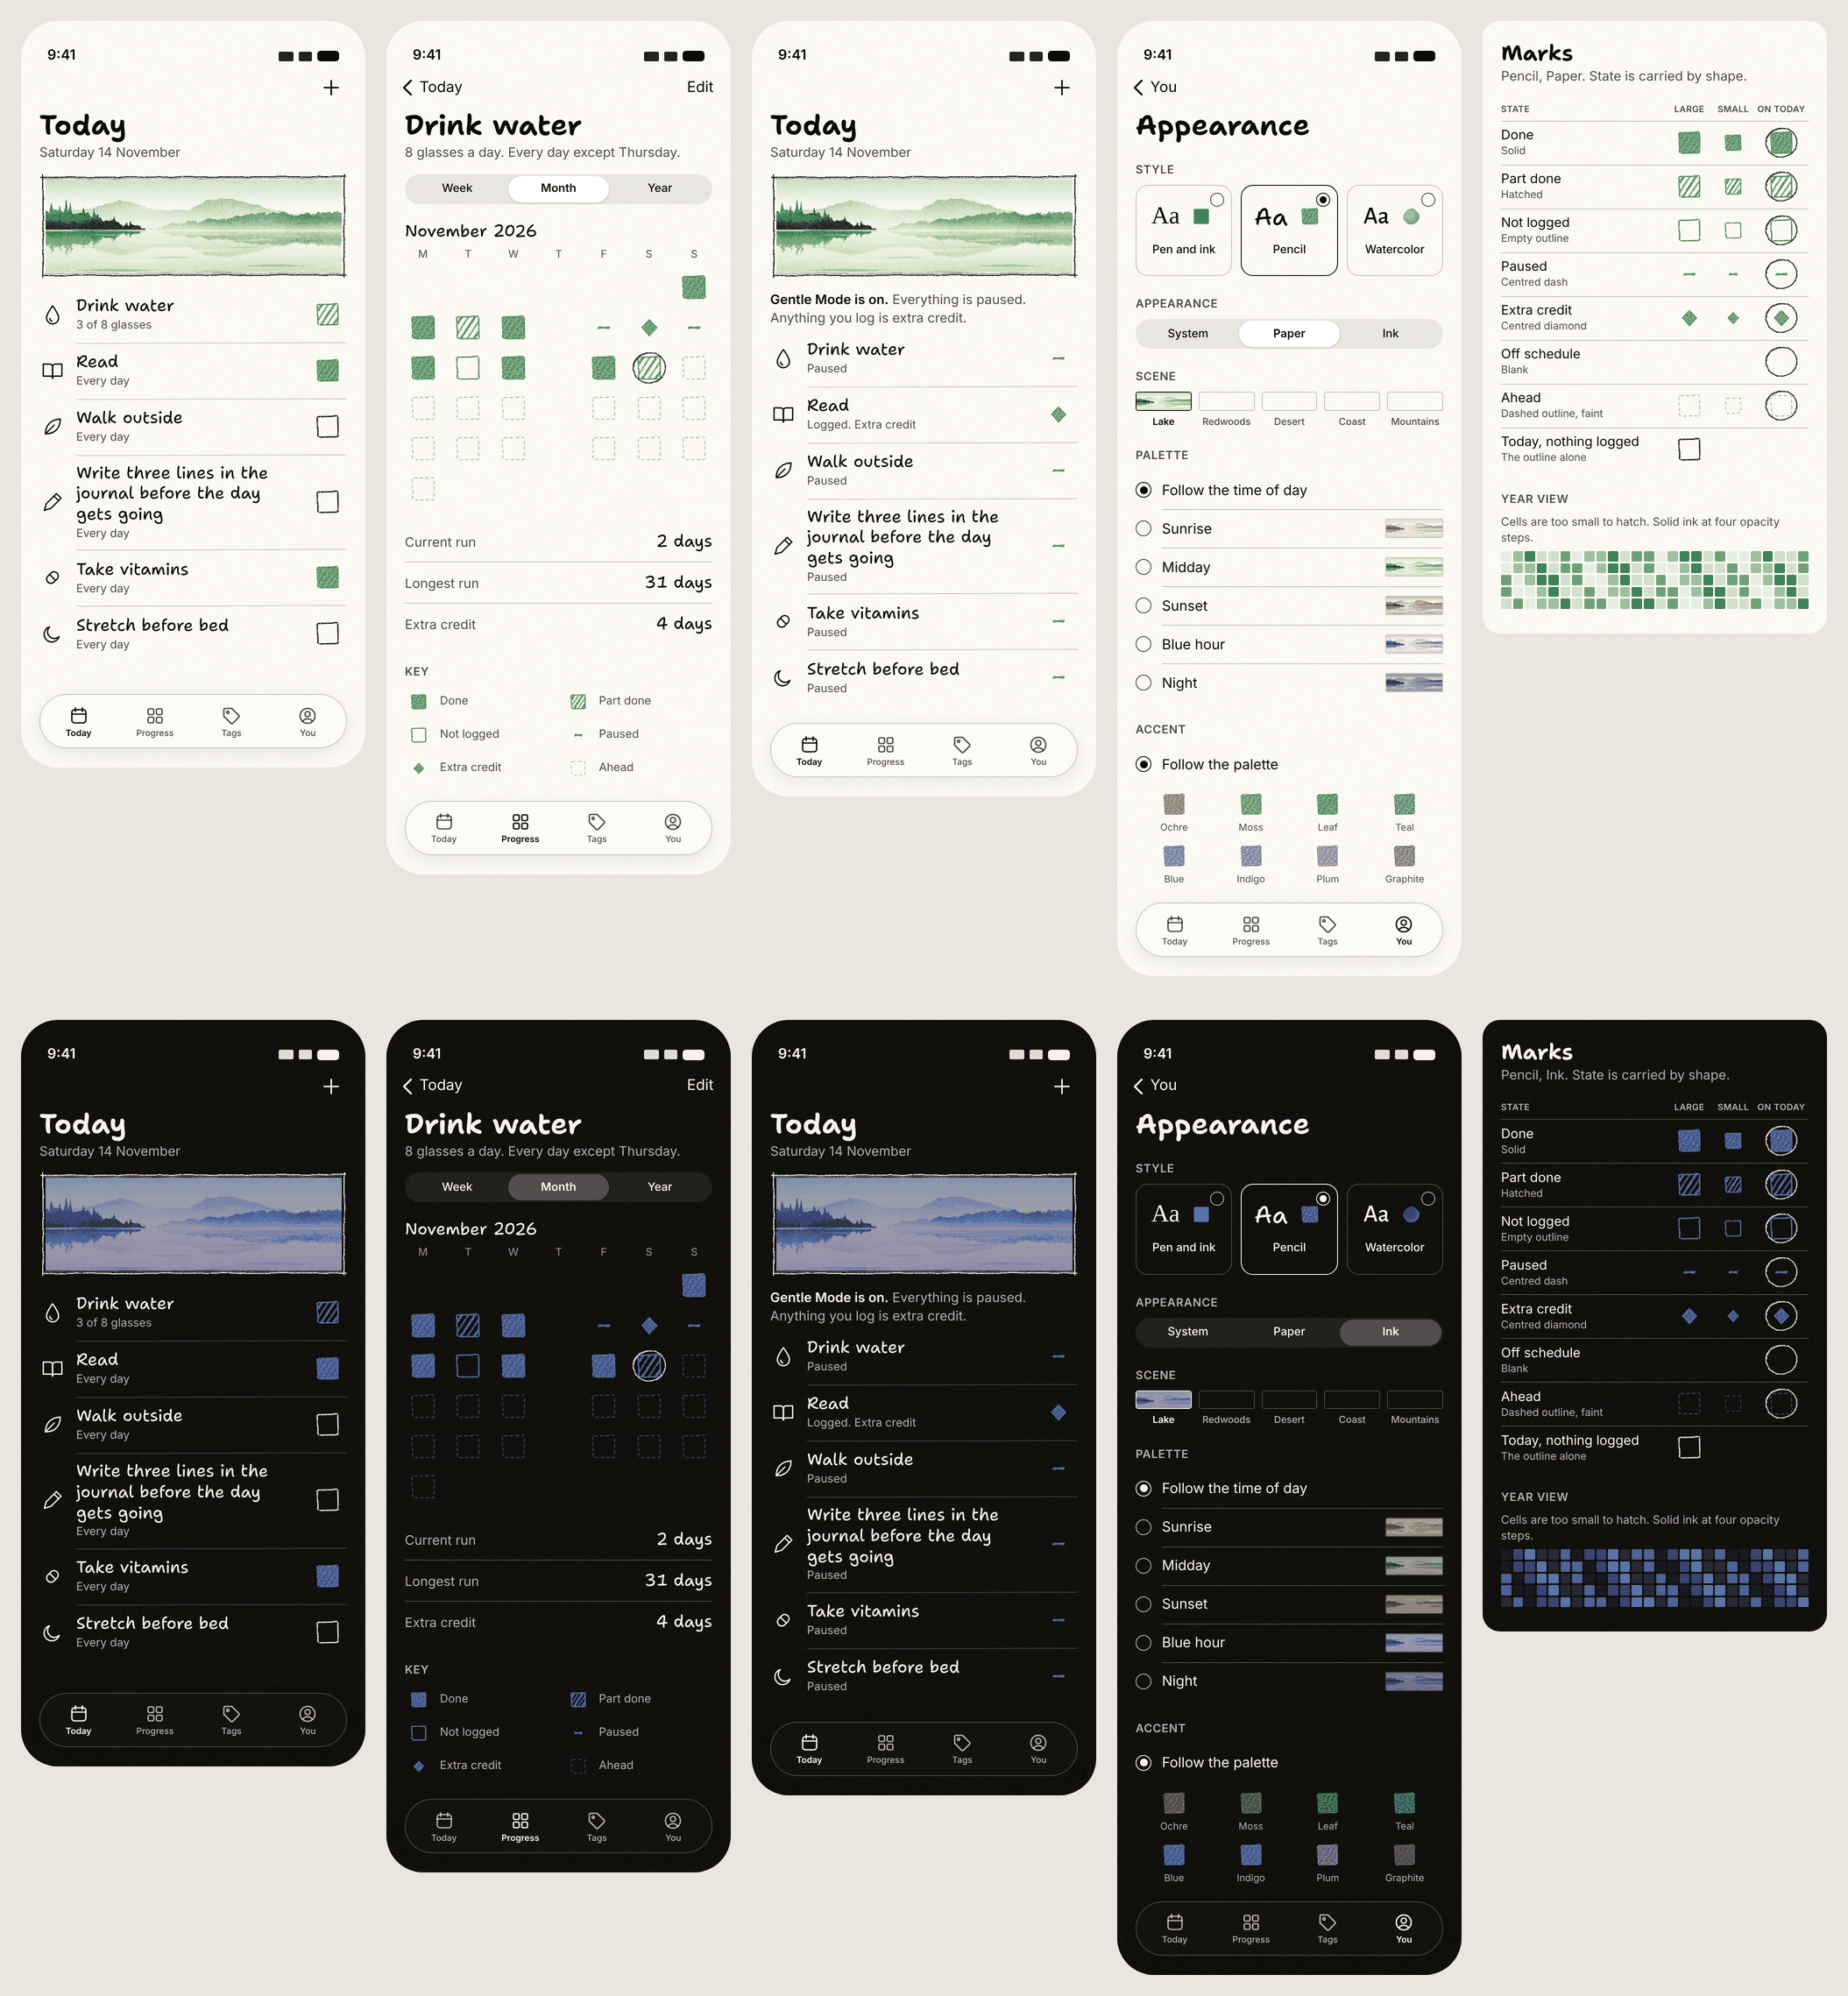 9:41
Today
Saturday 14 November
Drink water
3 of 8 glasses
Read
Every day
Walk outside
Every day
Write three lines in the
journal before the day
gets going
Every day
Take vitamins
Every day
Stretch before bed
Every day
Today
Progress
Tags
You
9:41
Today
Edit
Drink water
8 glasses a day. Every day except Thursday.
Week
Month
Year
November 2026
M T W T F S S
Current run
2 days
Longest run
31 days
Extra credit
4 days
KEY
Done
Part done
Not logged
Paused
Extra credit
Ahead
Today
Progress
Tags
You
9:41
Today
Saturday 14 November
Gentle Mode is on. Everything is paused.
Anything you log is extra credit.
Drink water
Paused
Read
Logged. Extra credit
Walk outside
Paused
Write three lines in the
journal before the day
gets going
Paused
Take vitamins
Paused
Stretch before bed
Paused
Today
Progress
Tags
You
9:41
You
Appearance
STYLE
Aa
Pen and ink
Aa
Pencil
Aa
Watercolor
APPEARANCE
System
Paper
Ink
SCENE
Lake
Redwoods
Desert
Coast
Mountains
PALETTE
Follow the time of day
Sunrise
Midday
Sunset
Blue hour
Night
ACCENT
Follow the palette
Ochre
Moss
Leaf
Teal
Blue
Indigo
Plum
Graphite
Today
Progress
Tags
You
Marks
Pencil, Paper. State is carried by shape.
STATE LARGE SMALL ON TODAY
Done
Solid
Part done
Hatched
Not logged
Empty outline
Paused
Centred dash
Extra credit
Centred diamond
Off schedule
Blank
Ahead
Dashed outline, faint
Today, nothing logged
The outline alone
YEAR VIEW
Cells are too small to hatch. Solid ink at four opacity
steps.
9:41
Today
Saturday 14 November
Drink water
3 of 8 glasses
Read
Every day
Walk outside
Every day
Write three lines in the
journal before the day
gets going
Every day
Take vitamins
Every day
Stretch before bed
Every day
Today
Progress
Tags
You
9:41
Today
Edit
Drink water
8 glasses a day. Every day except Thursday.
Week
Month
Year
November 2026
M T W T F S S
Current run
2 days
Longest run
31 days
Extra credit
4 days
KEY
Done
Part done
Not logged
Paused
Extra credit
Ahead
Today
Progress
Tags
You
9:41
Today
Saturday 14 November
Gentle Mode is on. Everything is paused.
Anything you log is extra credit.
Drink water
Paused
Read
Logged. Extra credit
Walk outside
Paused
Write three lines in the
journal before the day
gets going
Paused
Take vitamins
Paused
Stretch before bed
Paused
Today
Progress
Tags
You
9:41
You
Appearance
STYLE
Aa
Pen and ink
Aa
Pencil
Aa
Watercolor
APPEARANCE
System
Paper
Ink
SCENE
Lake
Redwoods
Desert
Coast
Mountains
PALETTE
Follow the time of day
Sunrise
Midday
Sunset
Blue hour
Night
ACCENT
Follow the palette
Ochre
Moss
Leaf
Teal
Blue
Indigo
Plum
Graphite
Today
Progress
Tags
You
Marks
Pencil, Ink. State is carried by shape.
STATE LARGE SMALL ON TODAY
Done
Solid
Part done
Hatched
Not logged
Empty outline
Paused
Centred dash
Extra credit
Centred diamond
Off schedule
Blank
Ahead
Dashed outline, faint
Today, nothing logged
The outline alone
YEAR VIEW
Cells are too small to hatch. Solid ink at four opacity
steps.